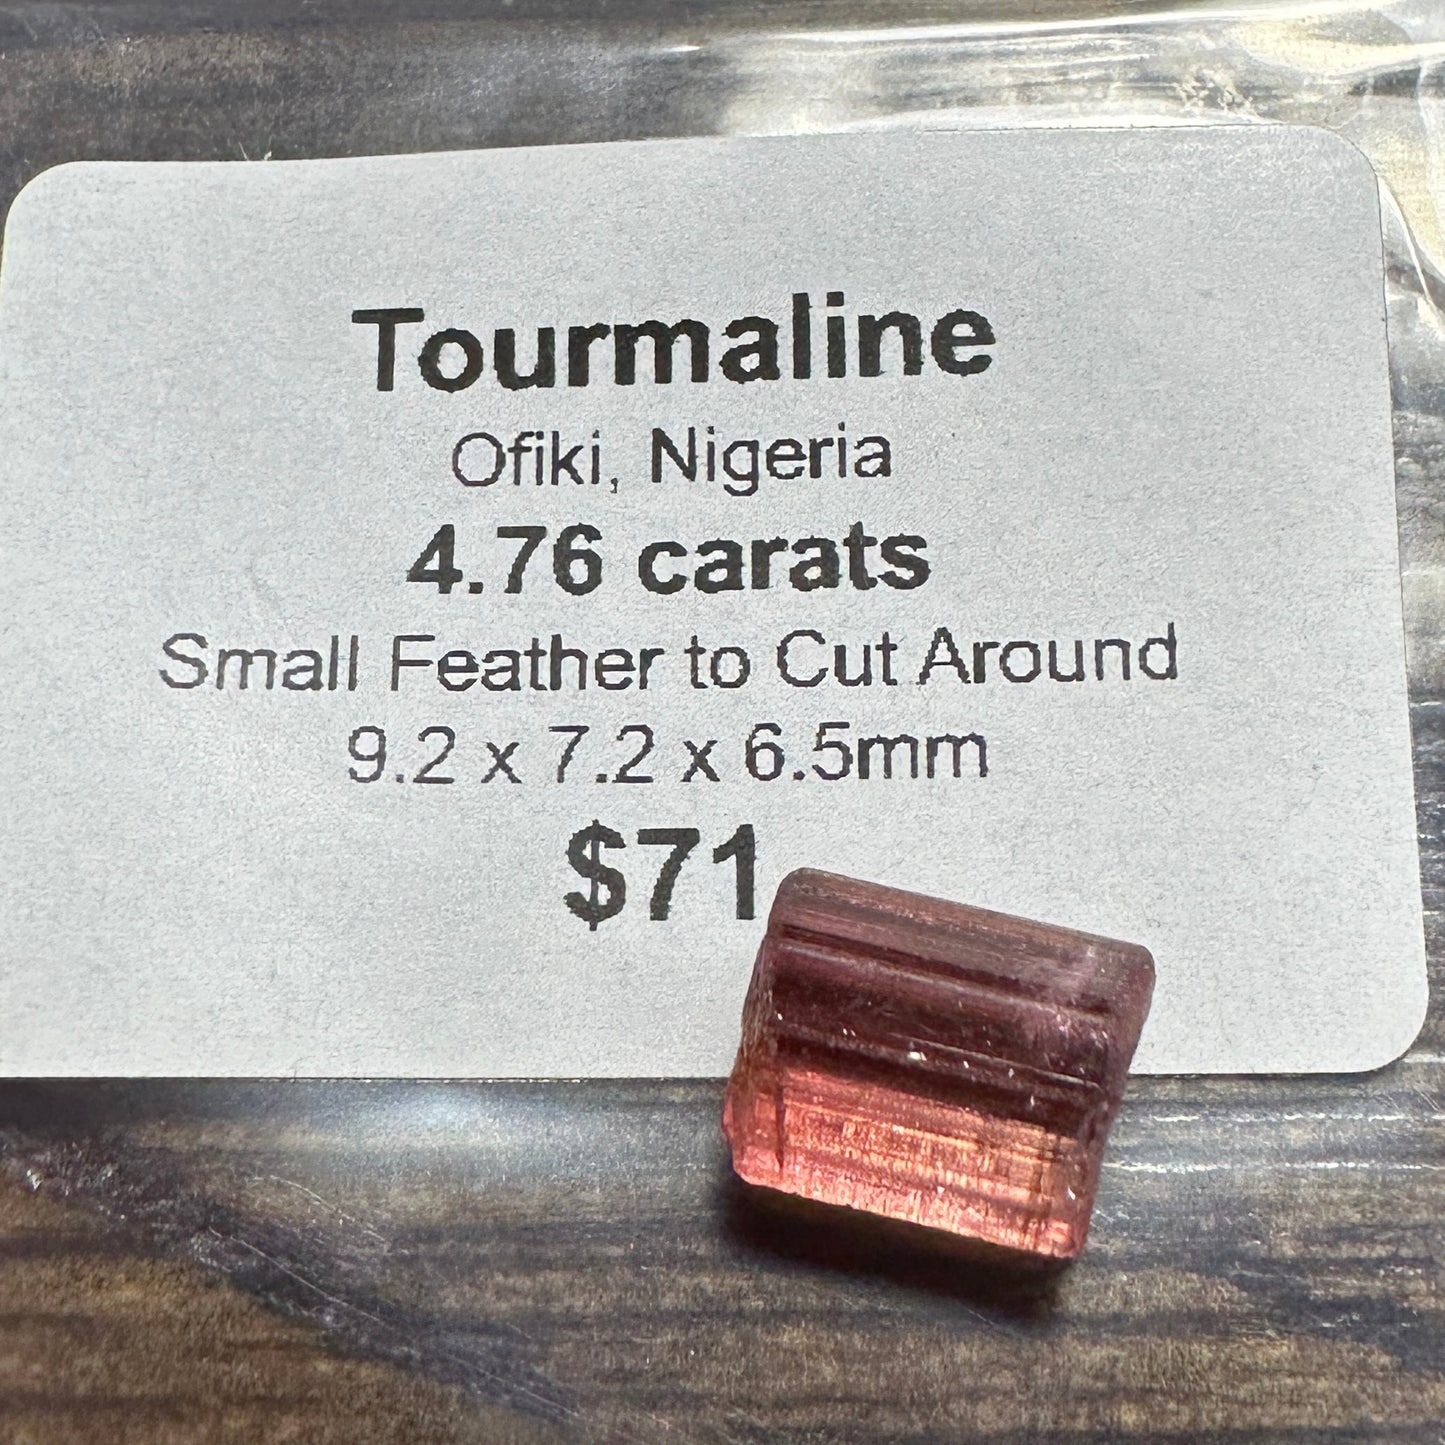 Tourmaline
Ofiki, Nigeria
4.76 carats
Small Feather to Cut Around
9.2 x 7.2 x 6.5mm
$71